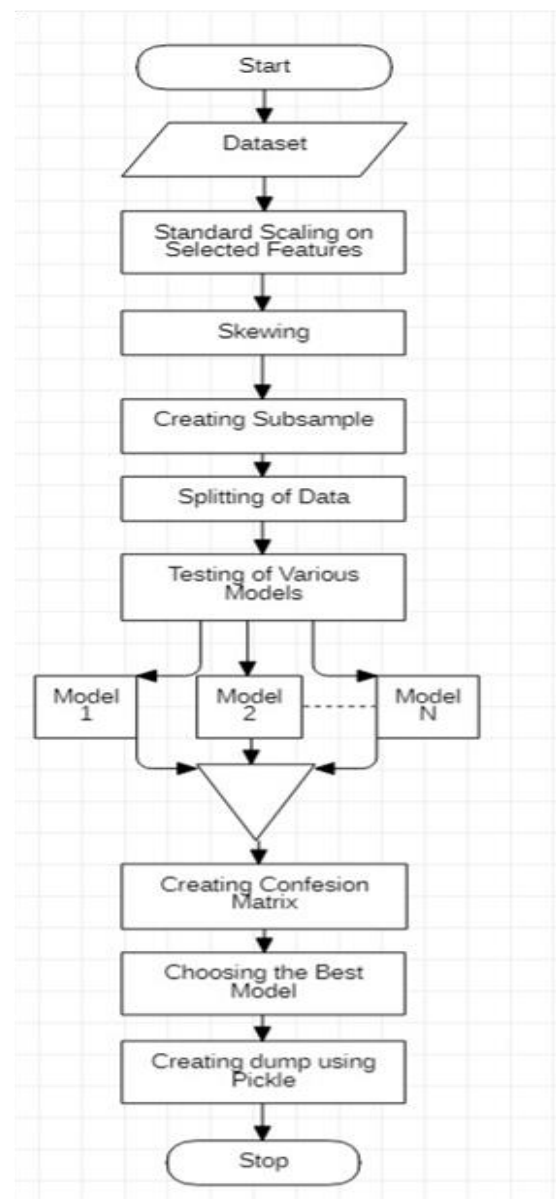 Start
Dataset
Standard Scaling on
Selected Features
Skewing
Creating Subsample
Splitting of Data
Testing of Various
Models
Model
1
Model
2
Model
N
Creating Confesion
Matrix
Choosing the Best
Model
Creating dump using
Pickle
Stop